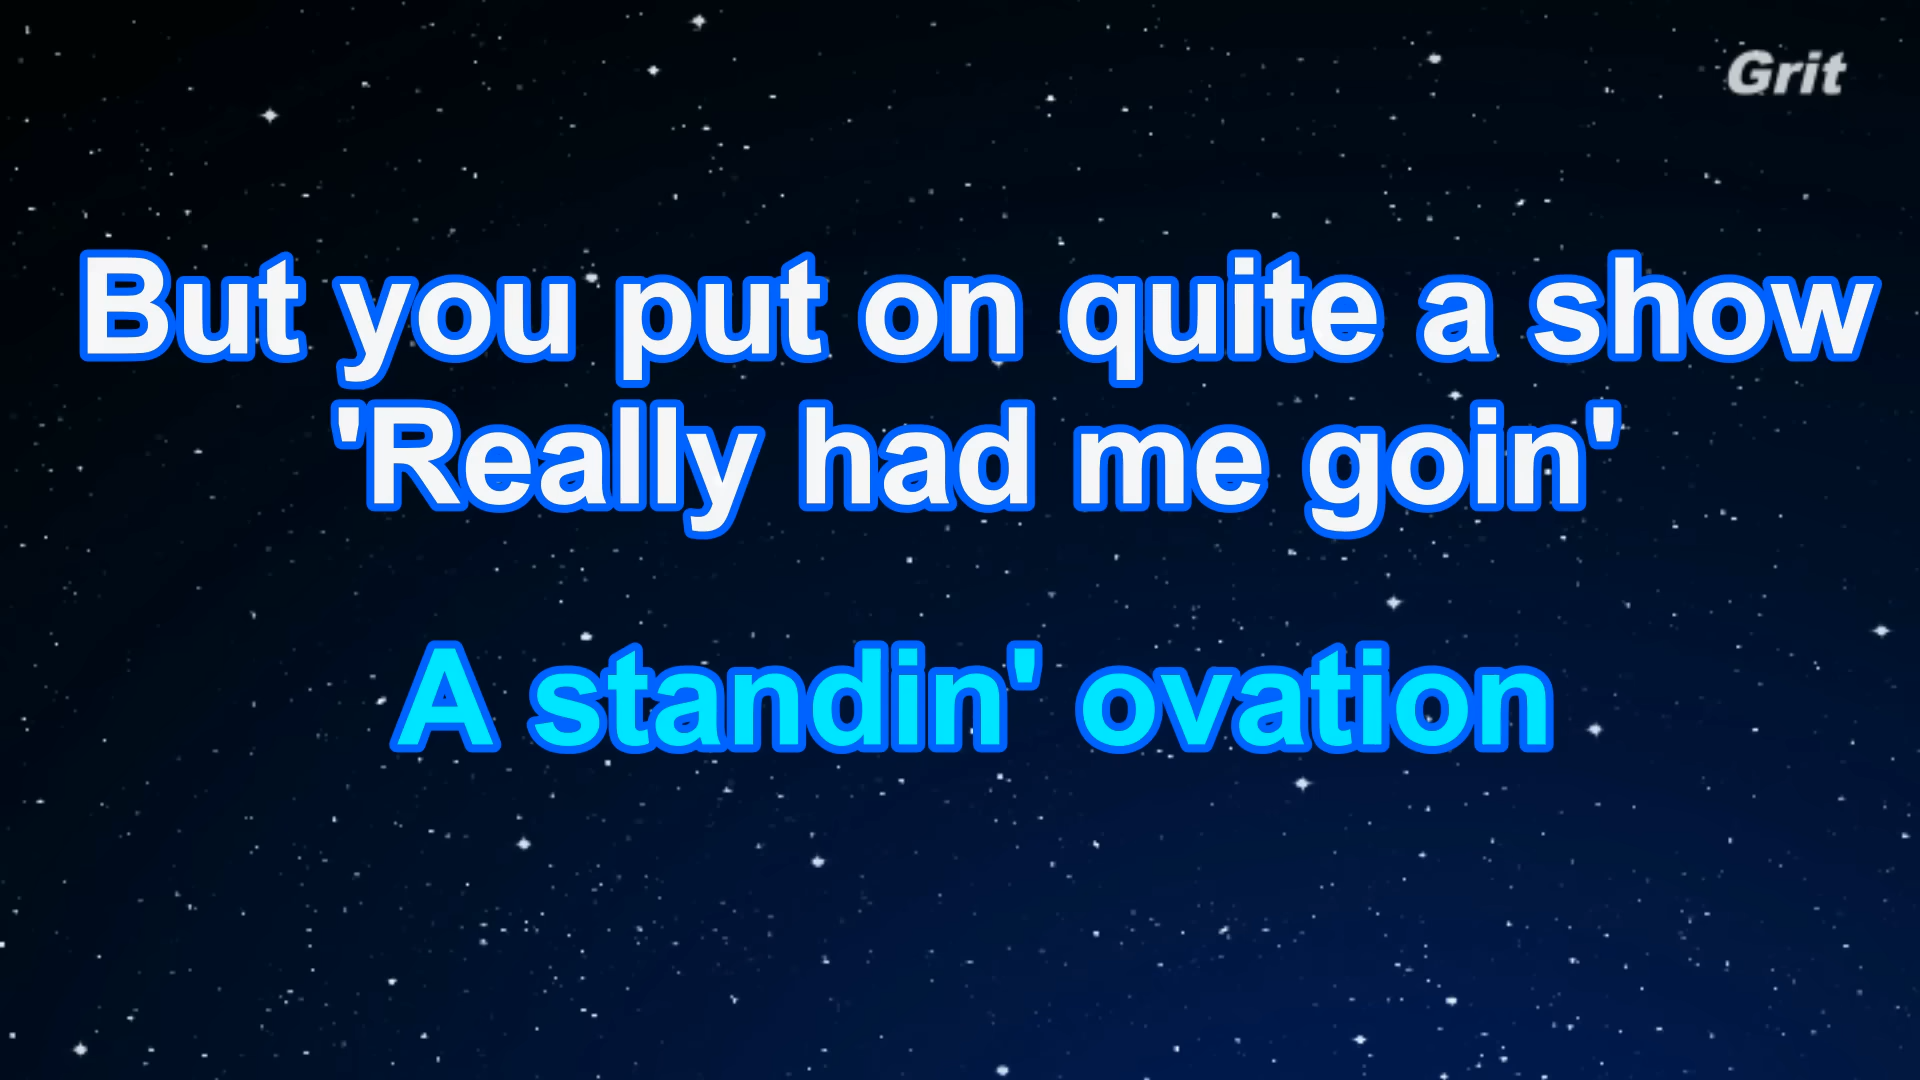 Grit
But you put on quite a show
'Really had me goin'
A standin' ovation